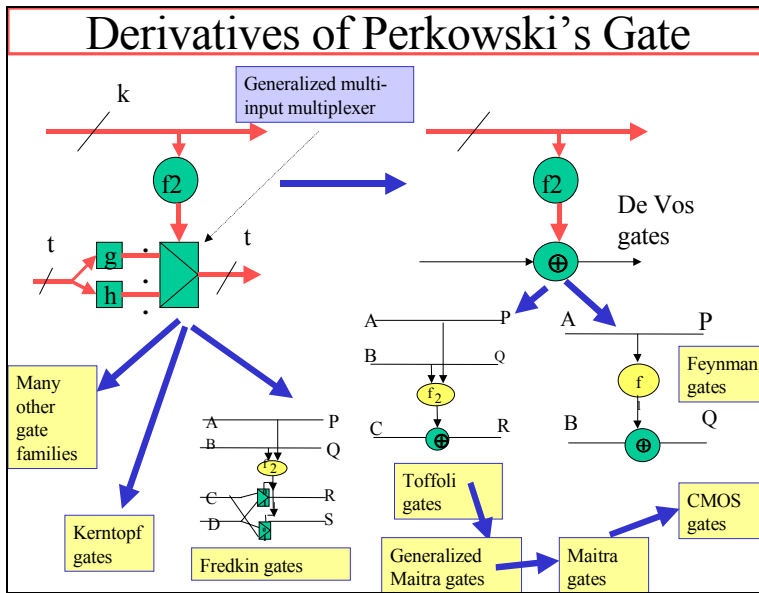 Derivatives of Perkowski's Gate
Generalized multi-
input multiplexer
k
f2
t
g
h
t
f2
De Vos
gates
⊕
Many
other
gate
families
Kerntopf
gates
A
P
B
Q
f2
C
R
D
S
Fredkin gates
A
P
B
Q
f2
C
R
⊕
Toffoli
gates
Generalized
Maitra gates
Maitra
gates
CMOS
gates
A
P
f
1
B
Q
⊕
Feynman
gates